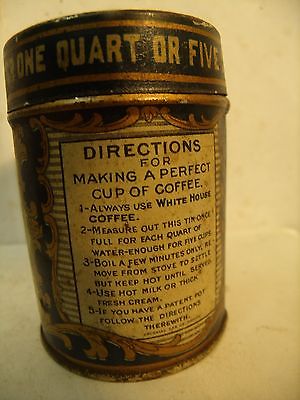 ONE QUART OR FIVE
DIRECTIONS
FOR
MAKING A PERFECT
CUP OF COFFEE.
1-ALWAYS USE WHITE HOUSE
COFFEE.
2-MEASURE OUT THIS TIN ONCE
FULL FOR EACH QUART OF
WATER-ENOUGH FOR FIVE CUPS.
3-BOIL A FEW MINUTES ONLY, RE-
MOVE FROM STOVE TO SETTLE
BUT KEEP HOT UNTIL SERVED.
4-USE HOT MILK OR THICK
FRESH CREAM.
5-IF YOU HAVE A PATENT POT
FOLLOW THE DIRECTIONS
THEREWITH.